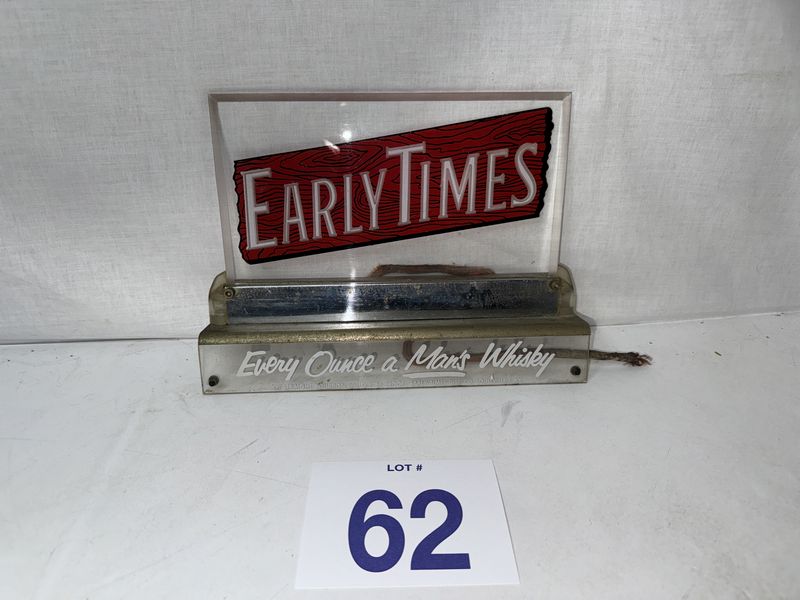 EARLY TIMES
Every Ounce a Man's Whisky
LOT #
62